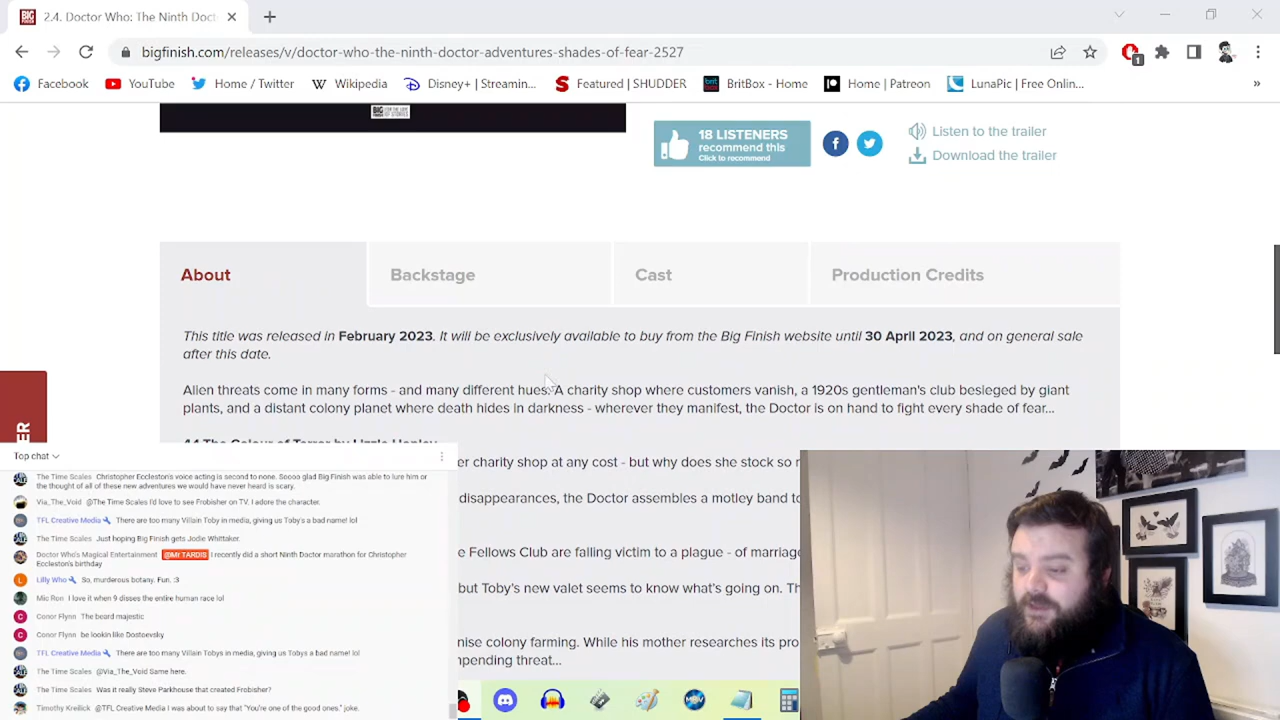 2.4. Doctor Who: The Ninth Doct
bigfinish.com/releases/v/doctor-who-the-ninth-doctor-adventures-shades-of-fear-2527
1
Facebook
YouTube
Home / Twitter
Wikipedia
Disney+ | Streamin...
Featured | SHUDDER
BritBox - Home
Home | Patreon
LunaPic | Free Onlin...
»
18 LISTENERS
recommend this
Click to recommend
Listen to the trailer
Download the trailer
About
Backstage
Cast
Production Credits
This title was released in February 2023. It will be exclusively available to buy from the Big Finish website until 30 April 2023, and on general sale
after this date.
Alien threats come in many forms - and many different hues. A charity shop where customers vanish, a 1920s gentleman's club besieged by giant
plants, and a distant colony planet where death hides in darkness - wherever they manifest, the Doctor is on hand to fight every shade of fear...
The Colour of Terror by Lizzie Hopley
er charity shop at any cost - but why does she stock so
disappearances, the Doctor assembles a motley band to
e Fellows Club are falling victim to a plague - of marriag
but Toby's new valet seems to know what's going on. Th
nise colony planet. While his mother researches its pro
pending threat...
ER
Top chat
The Time Scales Christopher Eccleston's voice acting is second to none. Soooo glad Big Finish was able to lure him or
the thought of all of these new adventures we would have never heard is scary.
Via_The_Void @The Time Scales I'd love to see Frobisher on TV. I adore the character.
TFL Creative Media There are too many Villain Toby in media, giving us Toby's a bad name! lol
The Time Scales Just hoping Big Finish gets Jodie Whittaker.
Doctor Who's Magical Entertainment @Mr TARDIS I recently did a short Ninth Doctor marathon for Christopher
Eccleston's birthday
L Lilly Who So, murderous botany. Fun. :3
Mic Ron I love it when 9 disses the entire human race lol
C Conor Flynn The beard majestic
C Conor Flynn be lookin like Dostoevsky
TFL Creative Media There are too many Villain Tobys in media, giving us Tobys a bad name! lol
The Time Scales @Via_The_Void Same here.
The Time Scales Was it really Steve Parkhouse that created Frobisher?
Timothy Kreilick @TFL Creative Media I was about to say that "You're one of the good ones." joke.